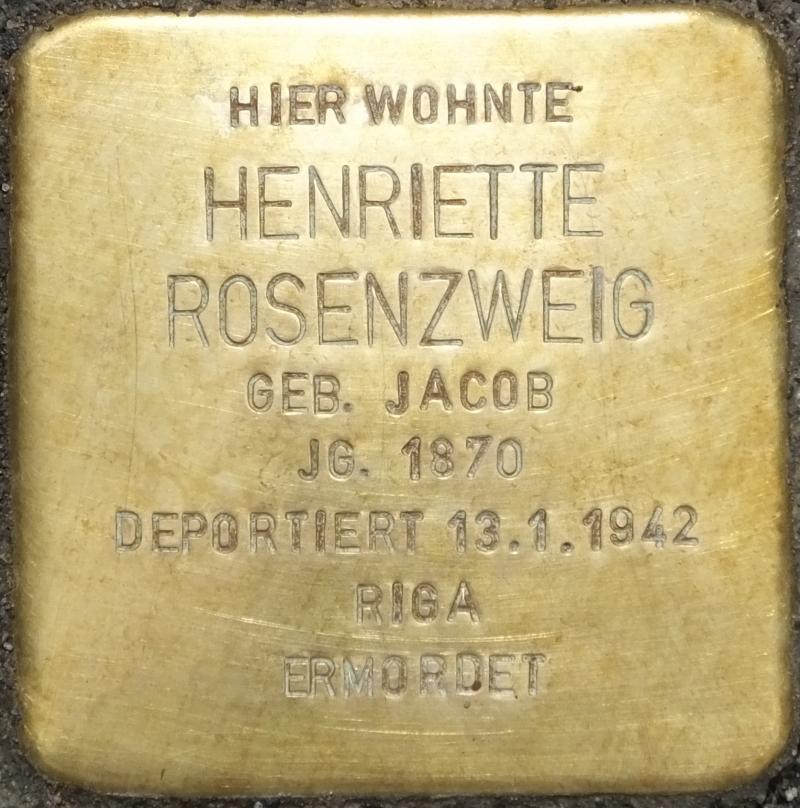 HIER WOHNTE
HENRIETTE
ROSENZWEIG
GEB. JACOB
JG. 1870
DEPORTIERT 13.1.1942
RIGA
ERMORDET